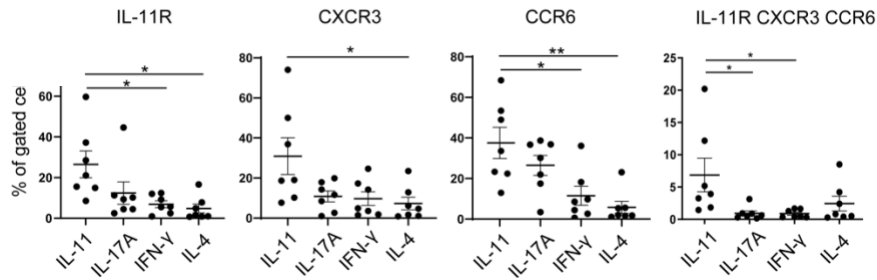 IL-11R
CXCR3
CCR6
IL-11R CXCR3 CCR6
% of gated ce
60
40
20
0
*
*
IL-11
IL-17A
IFN-γ
IL-4
80
60
40
20
0
*
IL-11
IL-17A
IFN-γ
IL-4
80
60
40
20
0
**
*
IL-11
IL-17A
IFN-γ
IL-4
25
20
15
10
5
0
*
*
IL-11
IL-17A
IFN-γ
IL-4